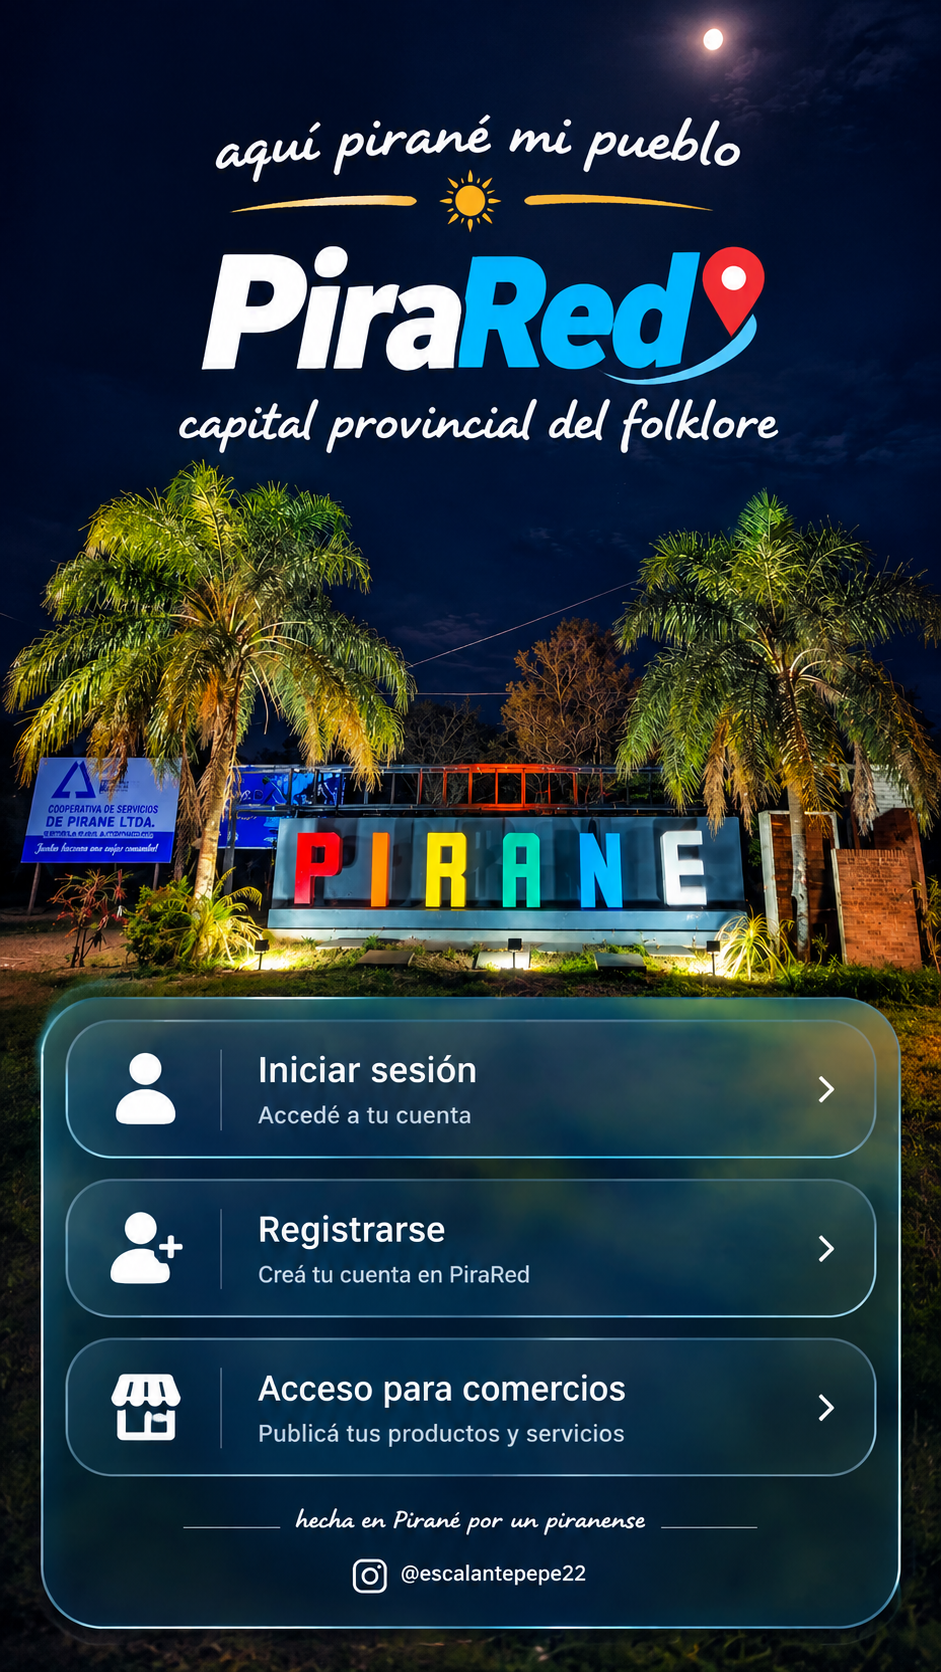 aquí pirané mi pueblo
PiraRed
capital provincial del folklore
COOPERATIVA DE SERVICIOS
DE PIRANE LTDA.
PIRANE
Iniciar sesión
Accedé a tu cuenta
Registrarse
Creá tu cuenta en PiraRed
Acceso para comercios
Publicá tus productos y servicios
hecha en Pirané por un piranense
@escalantepepe22